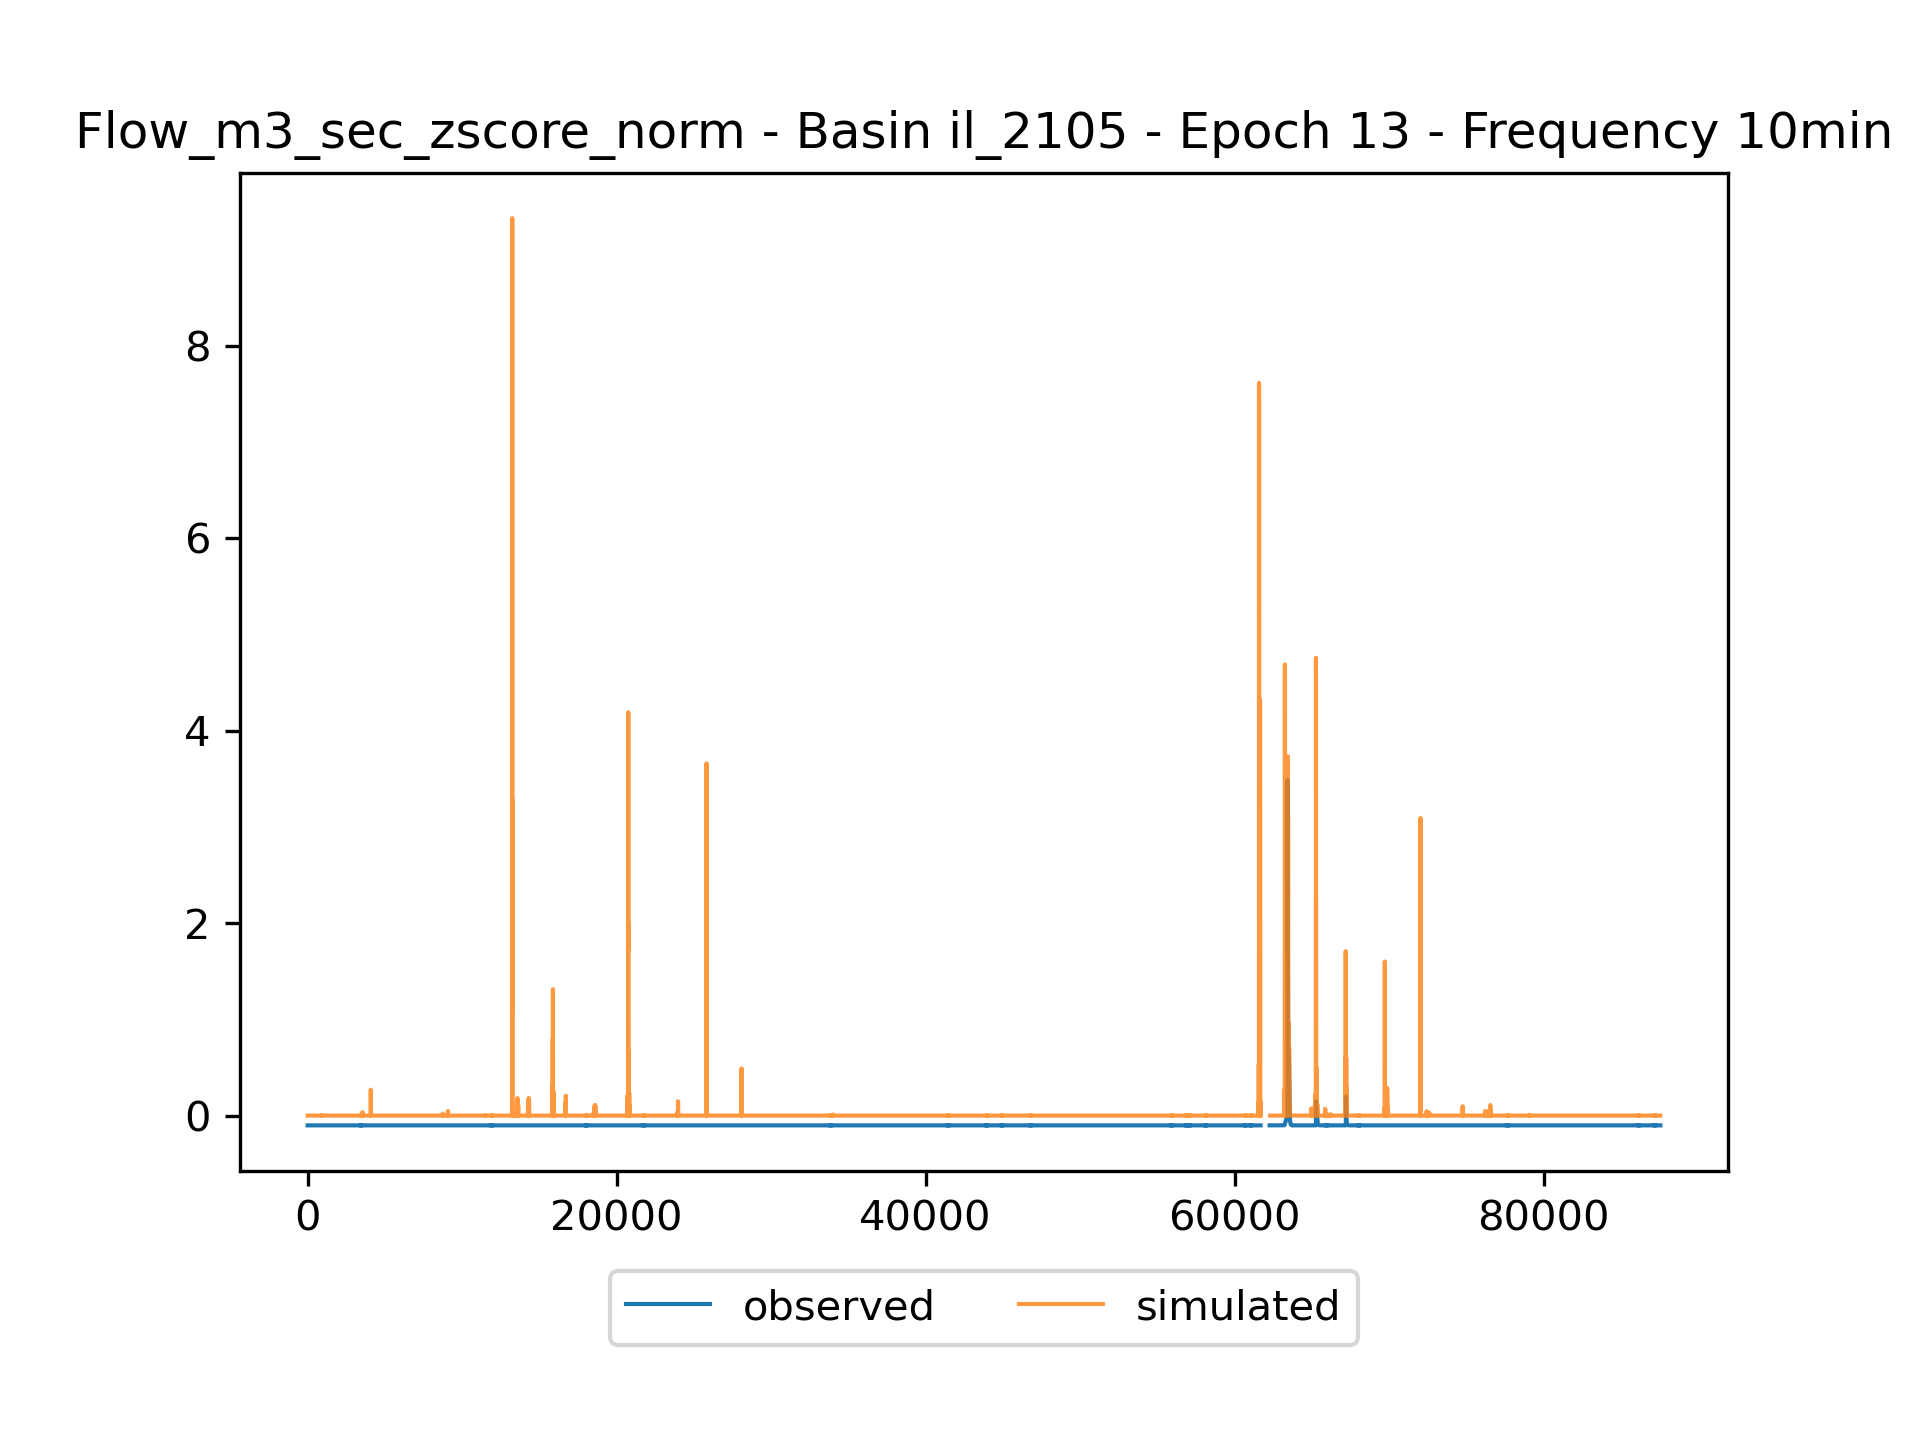 Flow_m3_sec_zscore_norm - Basin il_2105 - Epoch 13 - Frequency 10min
8
6
4
2
0
0 20000 40000 60000 80000
observed simulated